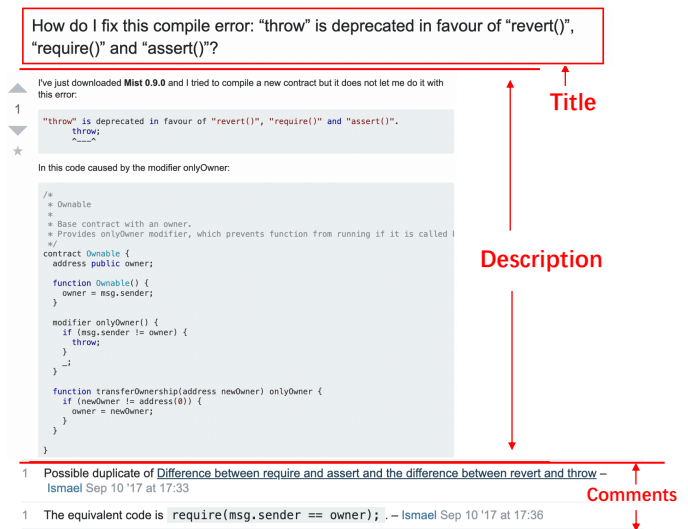 How do I fix this compile error: “throw” is deprecated in favour of “revert()”,
“require()” and “assert()”?
Title
I've just downloaded Mist 0.9.0 and I tried to compile a new contract but it does not let me do it with
this error:
1
"throw" is deprecated in favour of "revert()", "require()" and "assert()".
throw;
^---^
In this code caused by the modifier onlyOwner:
/*
* Ownable
*
* Base contract with an owner.
* Provides onlyOwner modifier, which prevents function from running if it is called
*/
contract Ownable {
address public owner;
function Ownable() {
owner = msg.sender;
}
modifier onlyOwner() {
if (msg.sender != owner) {
throw;
}
_;
}
function transferOwnership(address newOwner) onlyOwner {
if (newOwner != address(0)) {
owner = newOwner;
}
}
}
Description
1 Possible duplicate of Difference between require and assert and the difference between revert and throw –
Ismael Sep 10 '17 at 17:33
Comments
1 The equivalent code is require(msg.sender == owner); . – Ismael Sep 10 '17 at 17:36